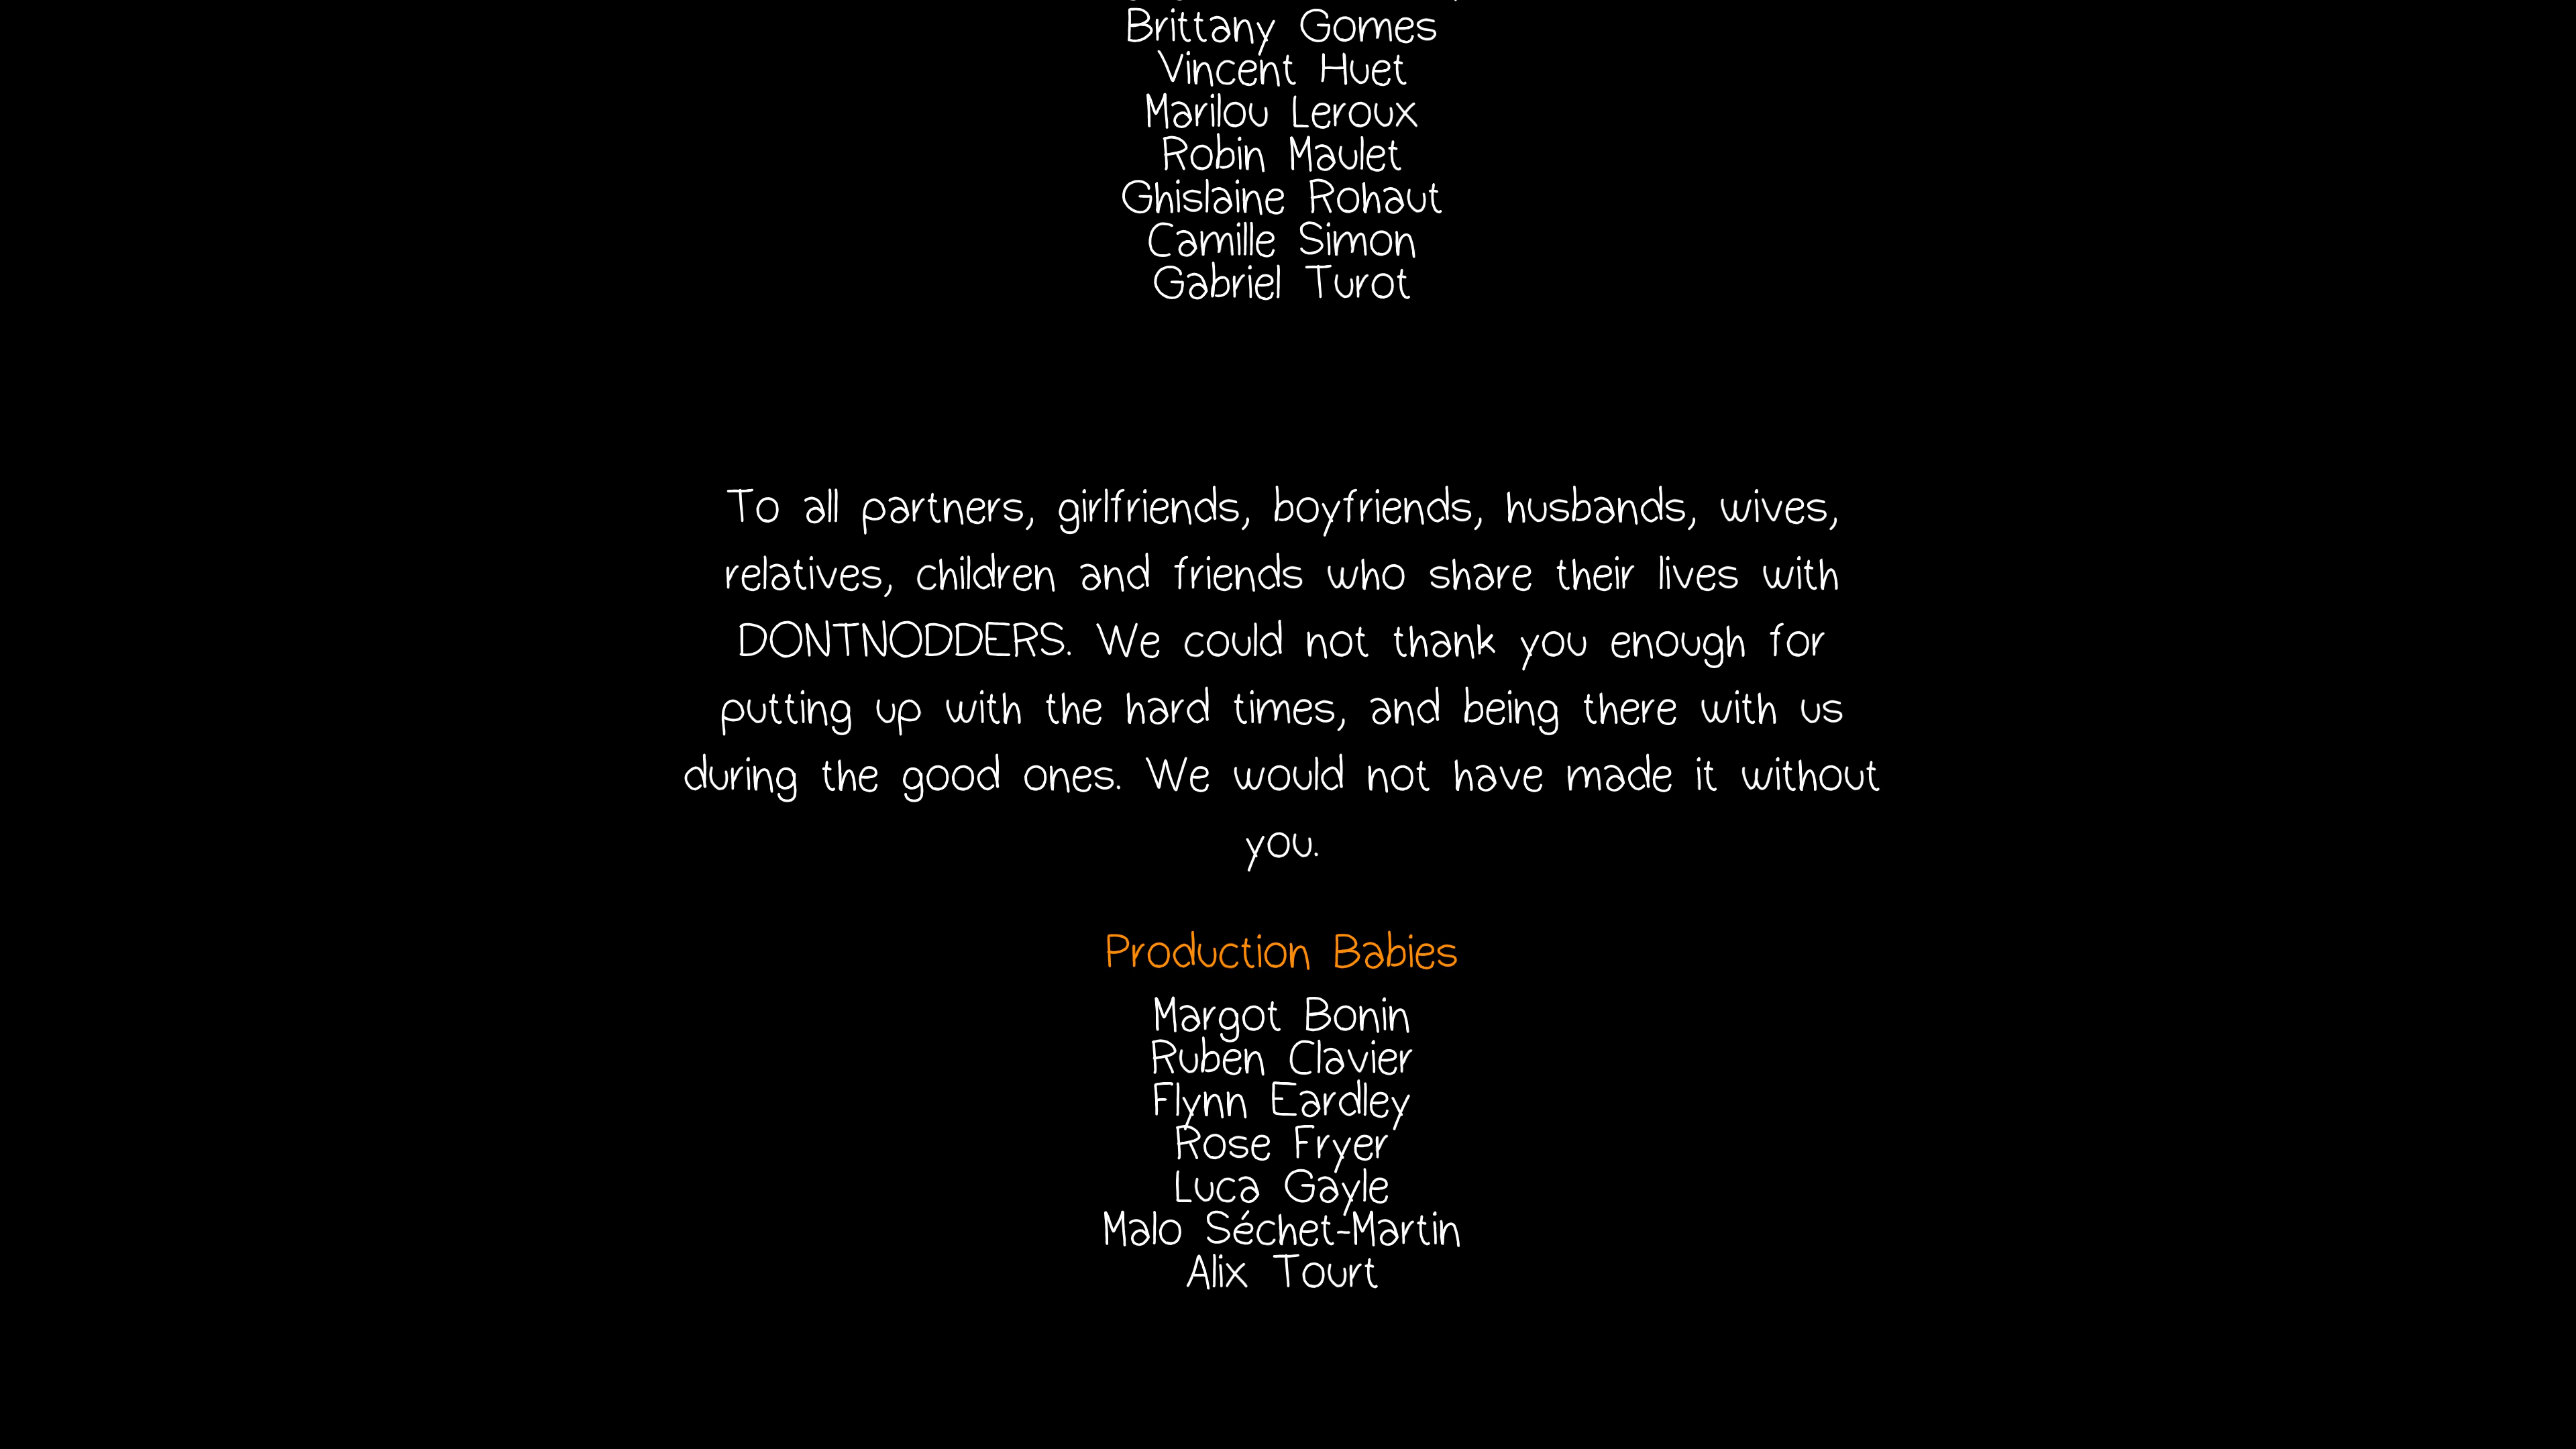 Brittany Gomes
Vincent Huet
Marilou Leroux
Robin Maulet
Ghislaine Rohaut
Camille Simon
Gabriel Turot
To all partners, girlfriends, boyfriends, husbands, wives,
relatives, children and friends who share their lives with
DONTNODDERS. We could not thank you enough for
putting up with the hard times, and being there with us
during the good ones. We would not have made it without
you.
Production Babies
Margot Bonin
Ruben Clavier
Flynn Eardley
Rose Fryer
Luca Gayle
Malo Séchet-Martin
Alix Tourt